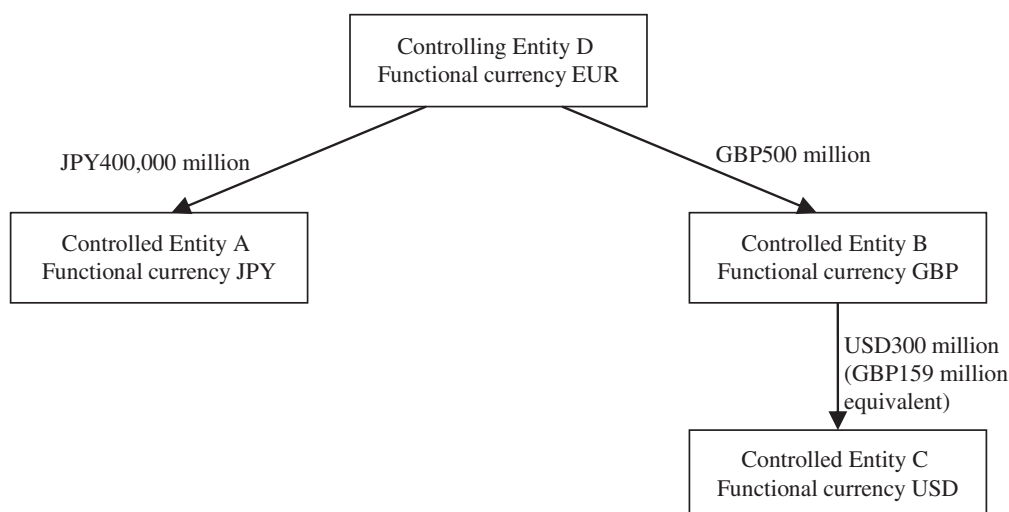 Controlling Entity D
Functional currency EUR
JPY400,000 million
GBP500 million
Controlled Entity A
Functional currency JPY
Controlled Entity B
Functional currency GBP
USD300 million
(GBP159 million
equivalent)
Controlled Entity C
Functional currency USD